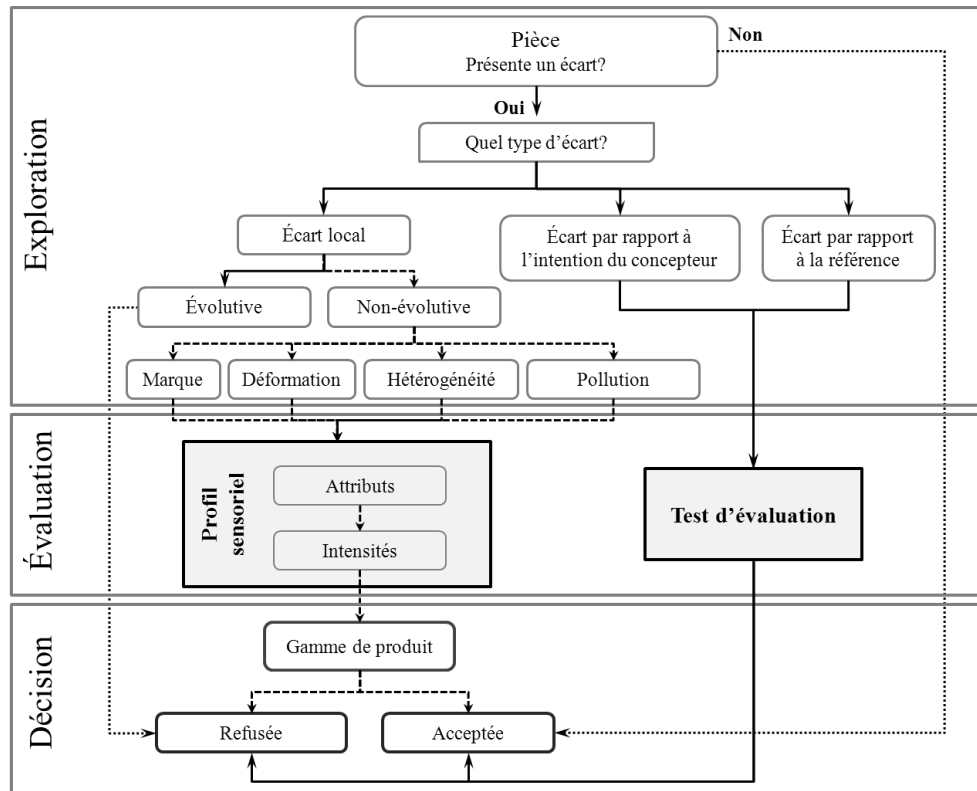 Exploration
Pièce
Présente un écart?
Non
Oui
Quel type d’écart?
Écart local
Écart par rapport à
l’intention du concepteur
Écart par rapport
à la référence
Évolutive
Non-évolutive
Marque
Déformation
Hétérogénéité
Pollution
Évaluation
Profil
sensoriel
Attributs
Intensités
Test d’évaluation
Décision
Gamme de produit
Refusée
Acceptée